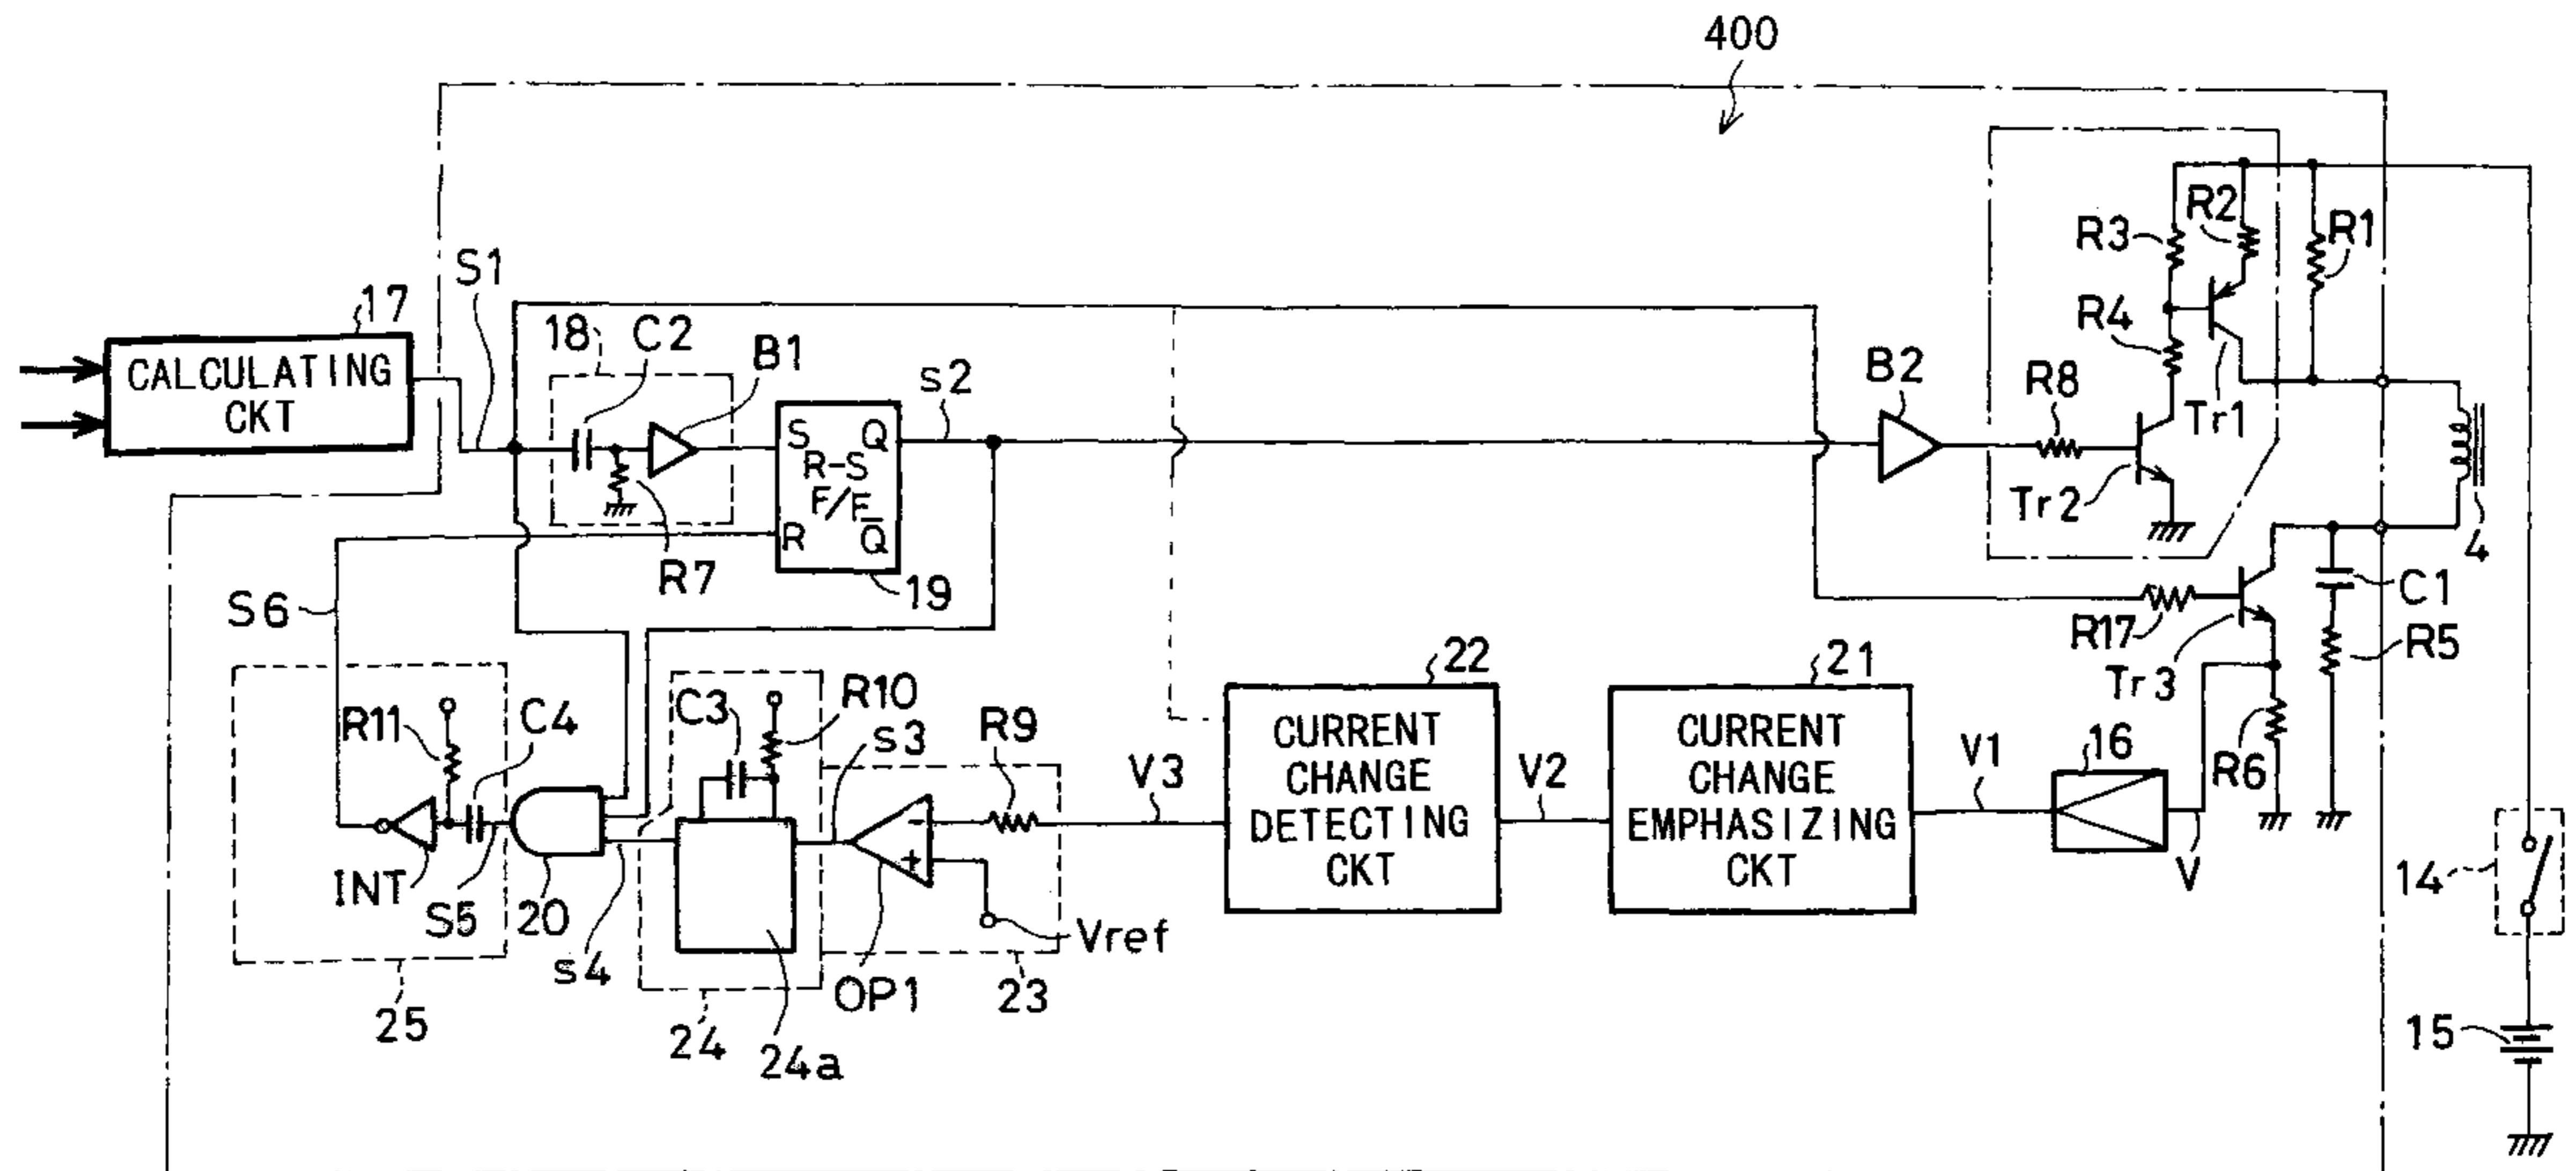 400
R2
R3
R1
S1
17
18
C2
B1
s2
B2
R4
R8
Tr1
CALCULATING
CKT
S
Q
R-S
F/F
R
Q̄
Tr2
4
R7
19
S6
C1
R17
R5
Tr3
22
21
R11
C4
C3
R10
s3
R9
V3
CURRENT
CHANGE
DETECTING
CKT
V2
CURRENT
CHANGE
EMPHASIZING
CKT
V1
16
R6
-
+
INT
S5
20
s4
OP1
Vref
V
14
25
24
24a
23
15